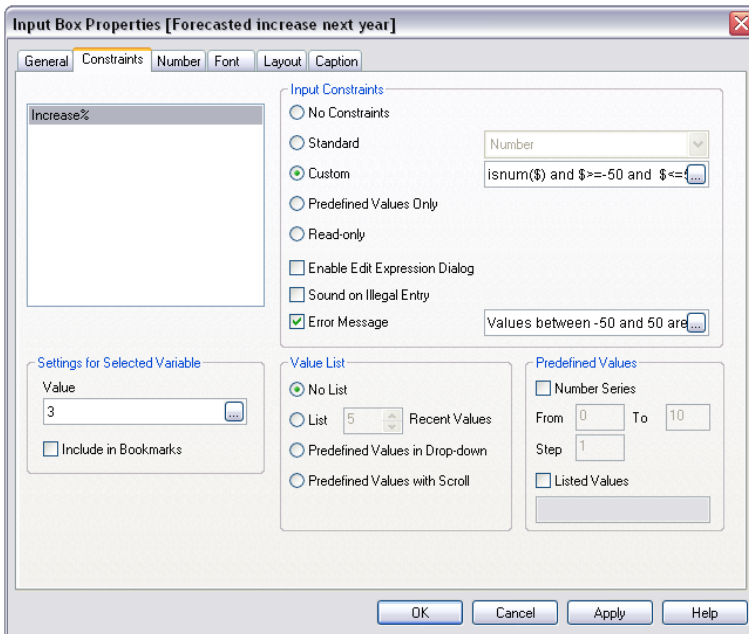 Input Box Properties [Forecasted increase next year]
General Constraints Number Font Layout Caption
Increase%
Input Constraints
No Constraints
Standard Number
Custom isnum($) and $>=-50 and $<=5 ...
Predefined Values Only
Read-only
Enable Edit Expression Dialog
Sound on Illegal Entry
Error Message Values between -50 and 50 are ...
Settings for Selected Variable
Value
3 ...
Include in Bookmarks
Value List
No List
List 5 Recent Values
Predefined Values in Drop-down
Predefined Values with Scroll
Predefined Values
Number Series
From 0 To 10
Step 1
Listed Values
OK Cancel Apply Help